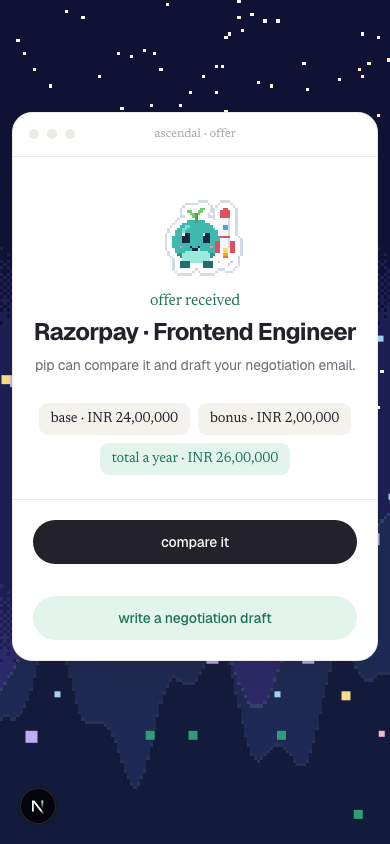 ascendai · offer
offer received
Razorpay · Frontend Engineer
pip can compare it and draft your negotiation email.
base · INR 24,00,000
bonus · INR 2,00,000
total a year · INR 26,00,000
compare it
write a negotiation draft
N